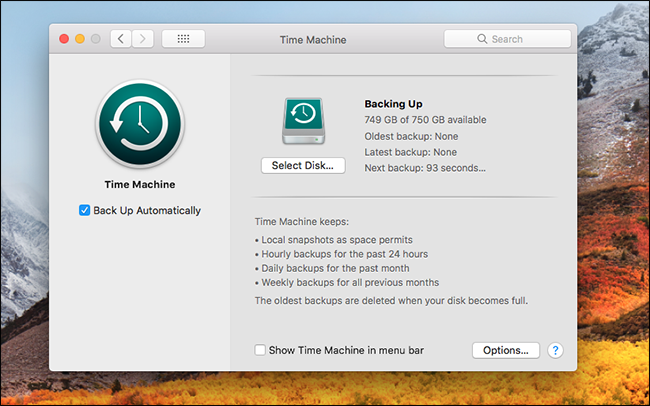 Time Machine
Search
Time Machine
Back Up Automatically
Backing Up
749 GB of 750 GB available
Oldest backup: None
Latest backup: None
Next backup: 93 seconds...
Select Disk...
Time Machine keeps:
• Local snapshots as space permits
• Hourly backups for the past 24 hours
• Daily backups for the past month
• Weekly backups for all previous months
The oldest backups are deleted when your disk becomes full.
Show Time Machine in menu bar
Options...
?